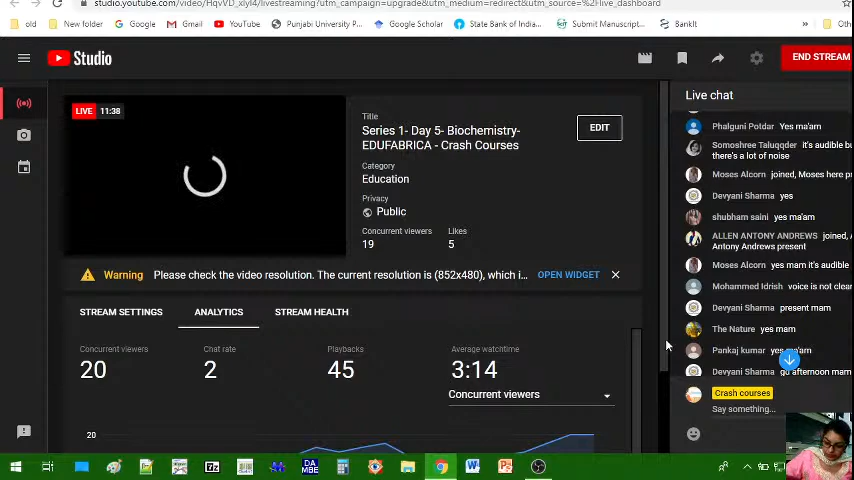 studio.youtube.com/video/HqvVD_xlyI4/livestreaming?utm_campaign=upgrade&utm_medium=redirect&utm_source=%2Flive_dashboard
old
New folder
Google
Gmail
YouTube
Punjabi University P...
Google Scholar
State Bank of India...
Submit Manuscript...
BankIt
»
Oth
Studio
END STREAM
LIVE 11:38
Title
Series 1- Day 5- Biochemistry-
EDUFABRICA - Crash Courses
EDIT
Category
Education
Privacy
Public
Concurrent viewers
19
Likes
5
Warning Please check the video resolution. The current resolution is (852x480), which i...
OPEN WIDGET
STREAM SETTINGS
ANALYTICS
STREAM HEALTH
Concurrent viewers
20
Chat rate
2
Playbacks
45
Average watchtime
3:14
Concurrent viewers
20
Live chat
Phalguni Potdar Yes ma'am
Somoshree Taluqqder it's audible bu
there's a lot of noise
Moses Alcorn joined, Moses here p
Devyani Sharma yes
shubham saini yes ma'am
ALLEN ANTONY ANDREWS joined,
Antony Andrews present
Moses Alcorn yes mam it's audible
Mohammed Idrish voice is not clear
Devyani Sharma present mam
The Nature yes mam
Pankaj kumar yes ma'am
Devyani Sharma gd afternoon mam
Crash courses
Say something...
7z
DAMBE